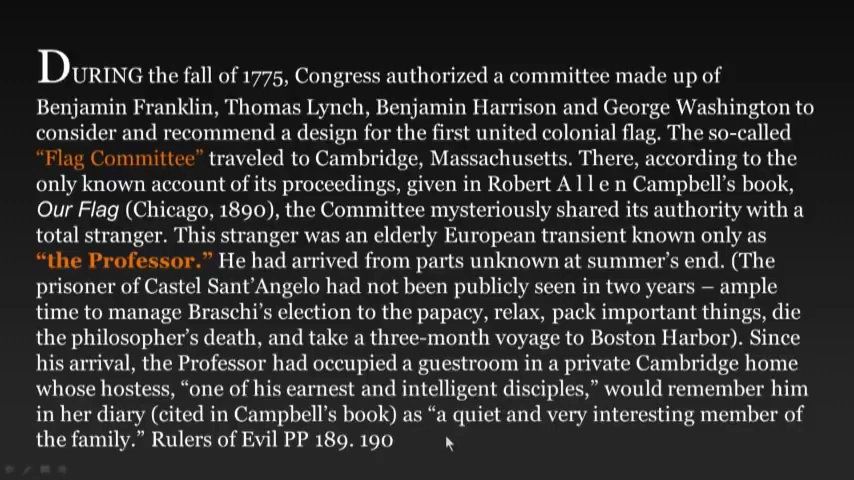 DURING the fall of 1775, Congress authorized a committee made up of
Benjamin Franklin, Thomas Lynch, Benjamin Harrison and George Washington to
consider and recommend a design for the first united colonial flag. The so-called
“Flag Committee” traveled to Cambridge, Massachusetts. There, according to the
only known account of its proceedings, given in Robert A l l e n Campbell’s book,
Our Flag (Chicago, 1890), the Committee mysteriously shared its authority with a
total stranger. This stranger was an elderly European transient known only as
“the Professor.” He had arrived from parts unknown at summer’s end. (The
prisoner of Castel Sant’Angelo had not been publicly seen in two years – ample
time to manage Braschi’s election to the papacy, relax, pack important things, die
the philosopher’s death, and take a three-month voyage to Boston Harbor). Since
his arrival, the Professor had occupied a guestroom in a private Cambridge home
whose hostess, “one of his earnest and intelligent disciples,” would remember him
in her diary (cited in Campbell’s book) as “a quiet and very interesting member of
the family.” Rulers of Evil PP 189. 190